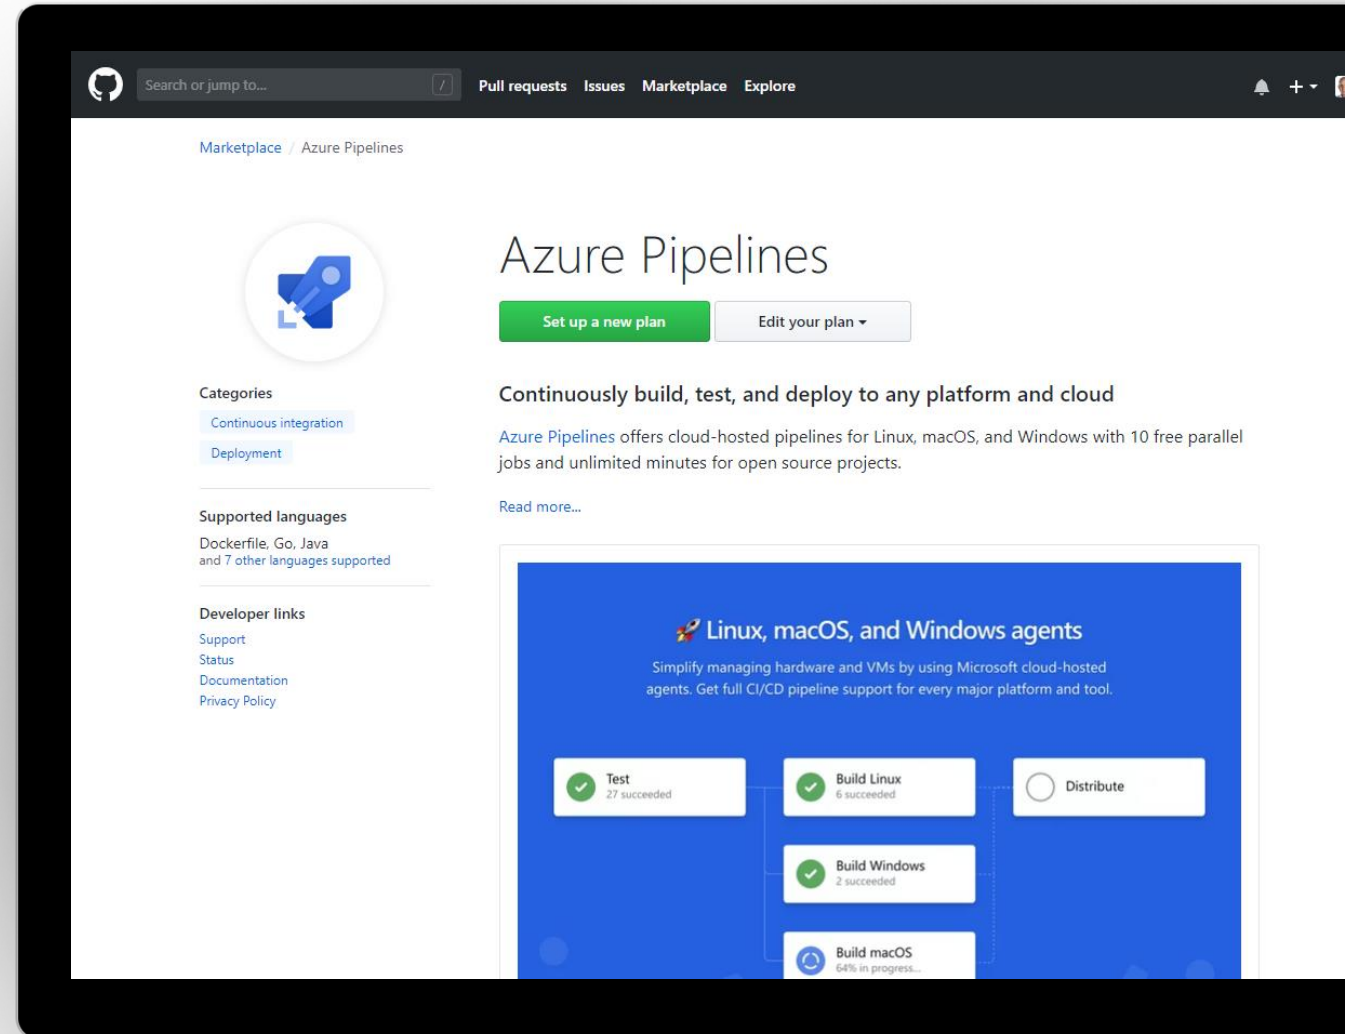 Search or jump to... /
Pull requests Issues Marketplace Explore
Marketplace / Azure Pipelines
Azure Pipelines
Set up a new plan
Edit your plan
Categories
Continuous integration
Deployment
Supported languages
Dockerfile, Go, Java
and 7 other languages supported
Developer links
Support
Status
Documentation
Privacy Policy
Continuously build, test, and deploy to any platform and cloud
Azure Pipelines offers cloud-hosted pipelines for Linux, macOS, and Windows with 10 free parallel
jobs and unlimited minutes for open source projects.
Read more...
Linux, macOS, and Windows agents
Simplify managing hardware and VMs by using Microsoft cloud-hosted
agents. Get full CI/CD pipeline support for every major platform and tool.
Test
27 succeeded
Build Linux
6 succeeded
Distribute
Build Windows
2 succeeded
Build macOS
64% in progress...